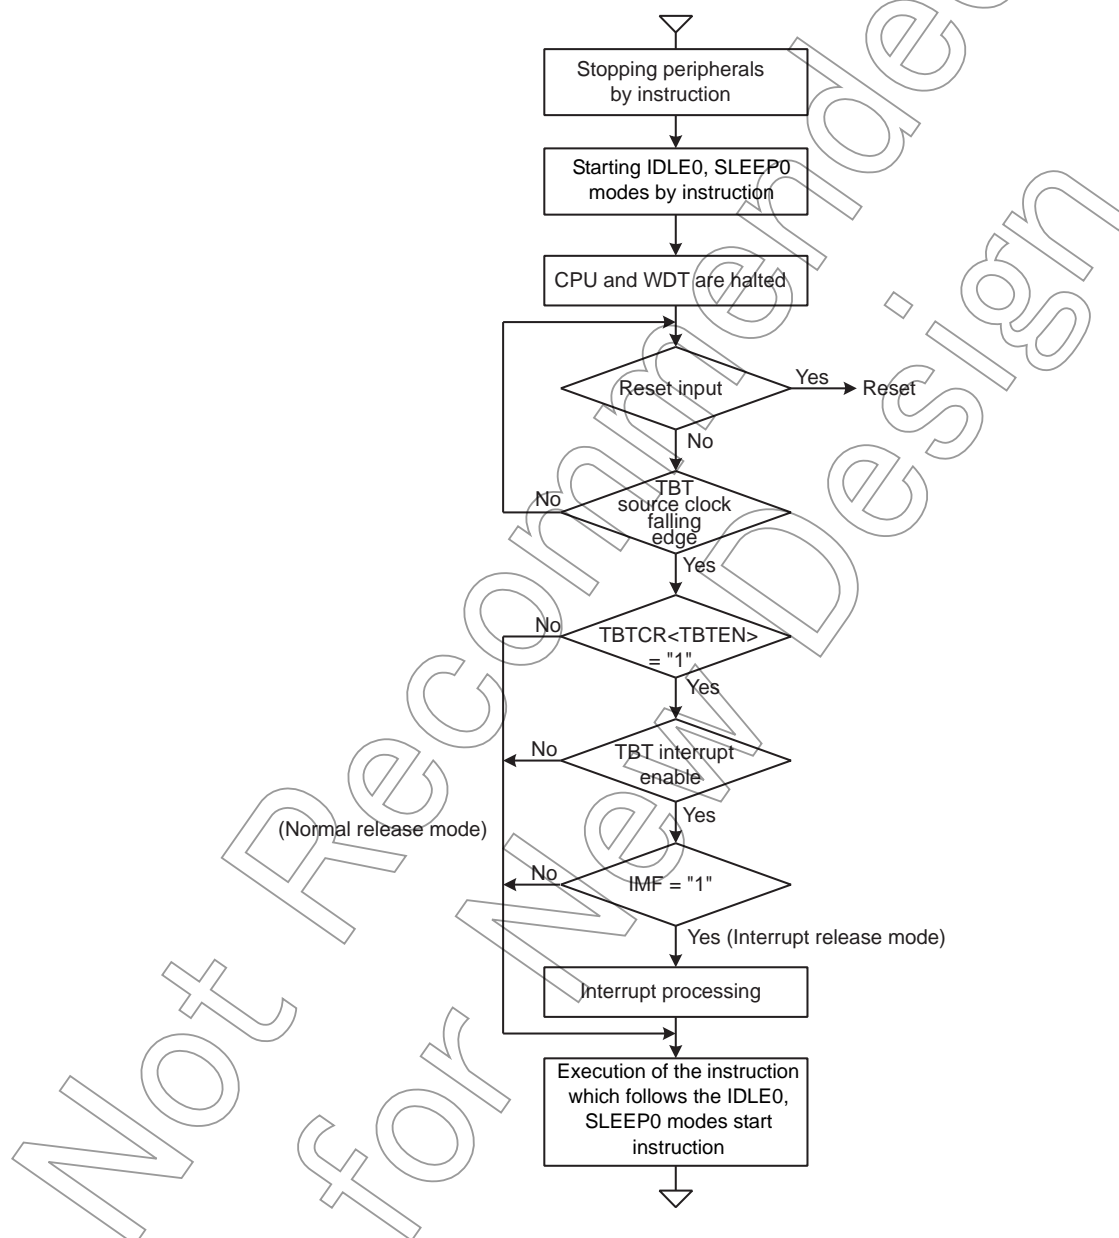 Stopping peripherals
by instruction
Starting IDLE0, SLEEP0
modes by instruction
CPU and WDT are halted
Reset input
Yes
Reset
No
TBT
source clock
falling
edge
No
Yes
TBTCR<TBTEN>
= "1"
No
Yes
TBT interrupt
enable
No
Yes
(Normal release mode)
IMF = "1"
No
Yes (Interrupt release mode)
Interrupt processing
Execution of the instruction
which follows the IDLE0,
SLEEP0 modes start
instruction
Not Recommended
for New Design